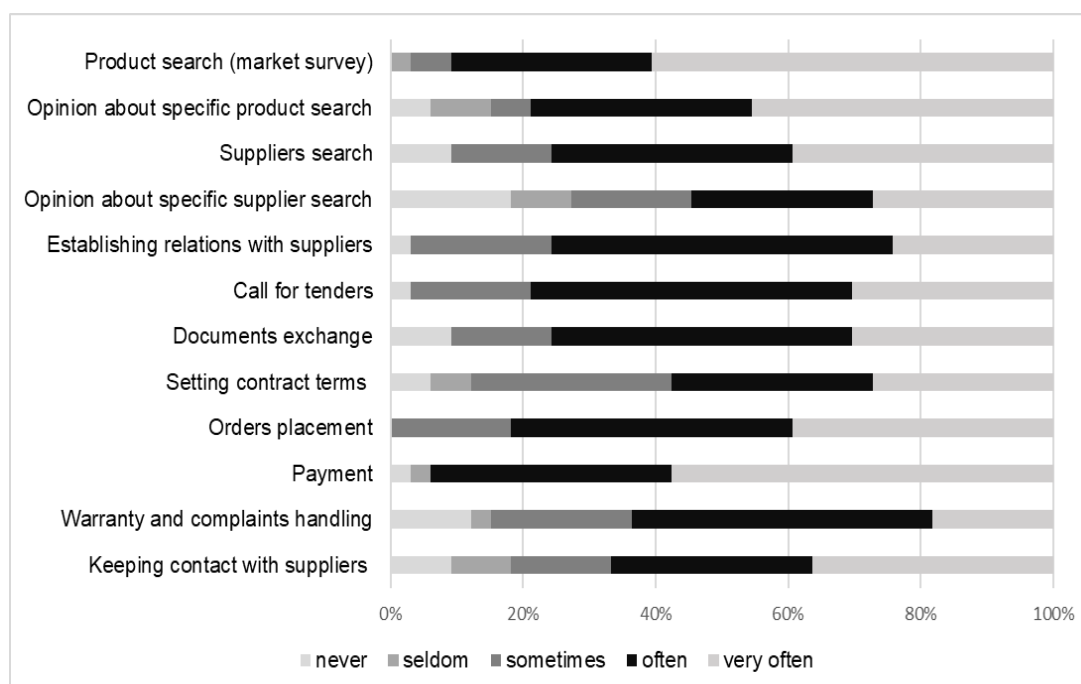 Product search (market survey)
Opinion about specific product search
Suppliers search
Opinion about specific supplier search
Establishing relations with suppliers
Call for tenders
Documents exchange
Setting contract terms
Orders placement
Payment
Warranty and complaints handling
Keeping contact with suppliers
0% 20% 40% 60% 80% 100%
never seldom sometimes often very often